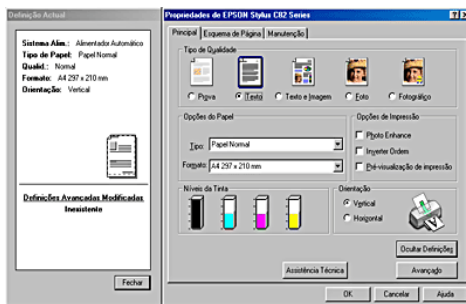 Definição Actual
Sistema Alim.: Alimentador Automático
Tipo de Papel: Papel Normal
Qualid.: Normal
Formato: A4 297 x 210 mm
Orientação: Vertical
Definições Avançadas Modificadas
Inexistente
Fechar
Propriedades de EPSON Stylus C82 Series
Principal Esquema de Página Manutenção
Tipo de Qualidade
Prova Texto Texto e Imagem Foto Fotográfico
Opções do Papel
Tipo: Papel Normal
Formato: A4 297 x 210 mm
Opções de Impressão
Photo Enhance
Inverter Ordem
Pré-visualização de impressão
Níveis da Tinta
Orientação
Vertical
Horizontal
Ocultar Definições
Assistência Técnica Avançado
OK Cancelar Ajuda